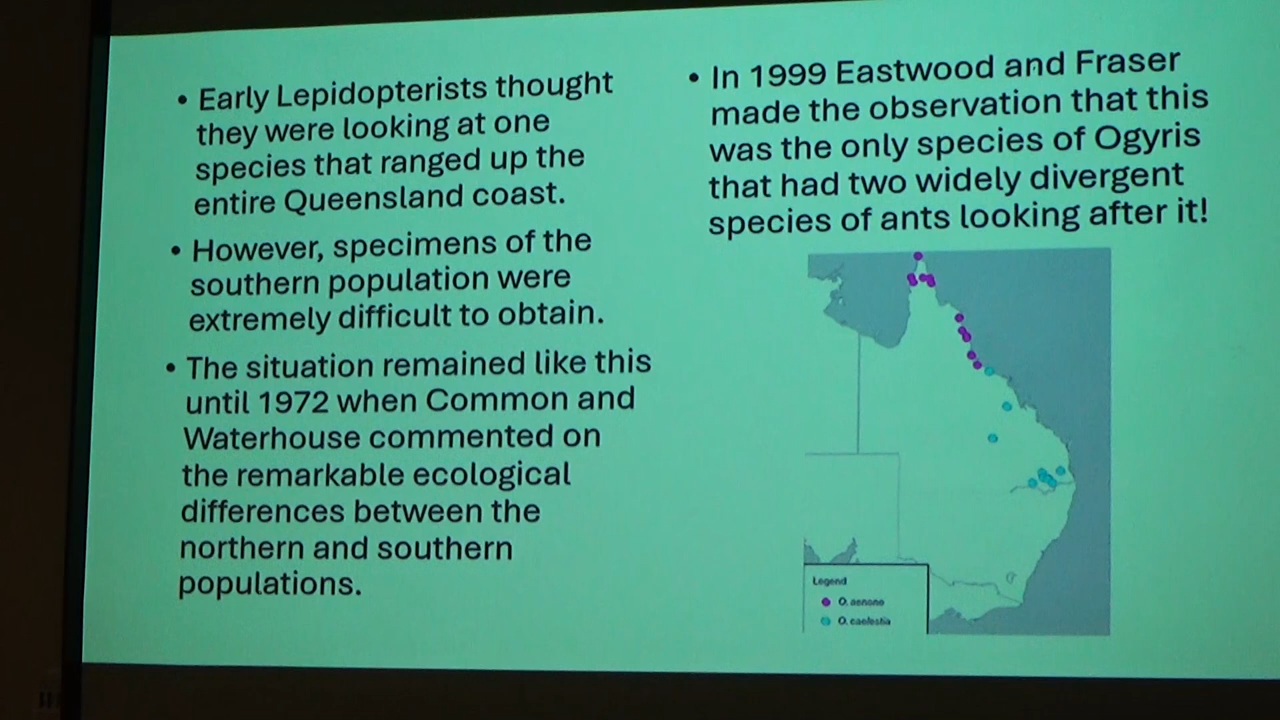 • Early Lepidopterists thought
they were looking at one
species that ranged up the
entire Queensland coast.
• However, specimens of the
southern population were
extremely difficult to obtain.
• The situation remained like this
until 1972 when Common and
Waterhouse commented on
the remarkable ecological
differences between the
northern and southern
populations.
• In 1999 Eastwood and Fraser
made the observation that this
was the only species of Ogyris
that had two widely divergent
species of ants looking after it!
Legend
O. aenone
O. caelestia